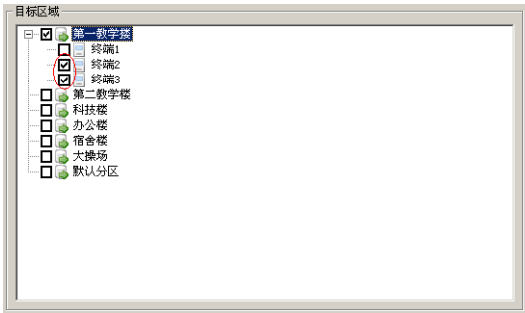 目标区域
第一教学楼
终端1
终端2
终端3
第二教学楼
科技楼
办公楼
宿舍楼
大操场
默认分区